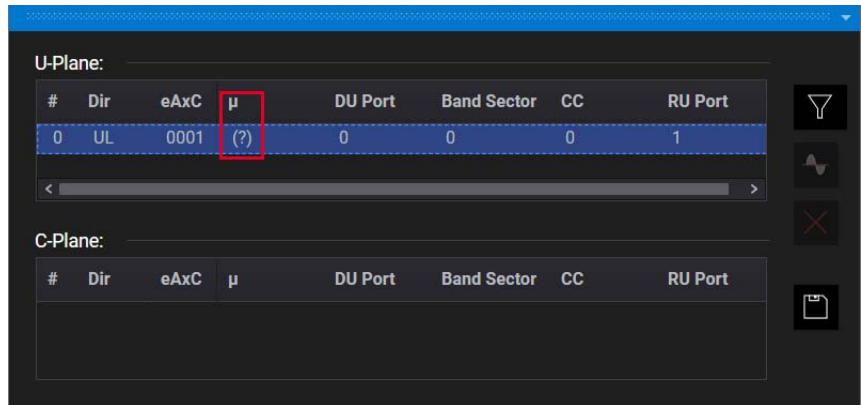 U-Plane:
# Dir eAxC µ DU Port Band Sector CC RU Port
0 UL 0001 (?) 0 0 0 1
C-Plane:
# Dir eAxC µ DU Port Band Sector CC RU Port